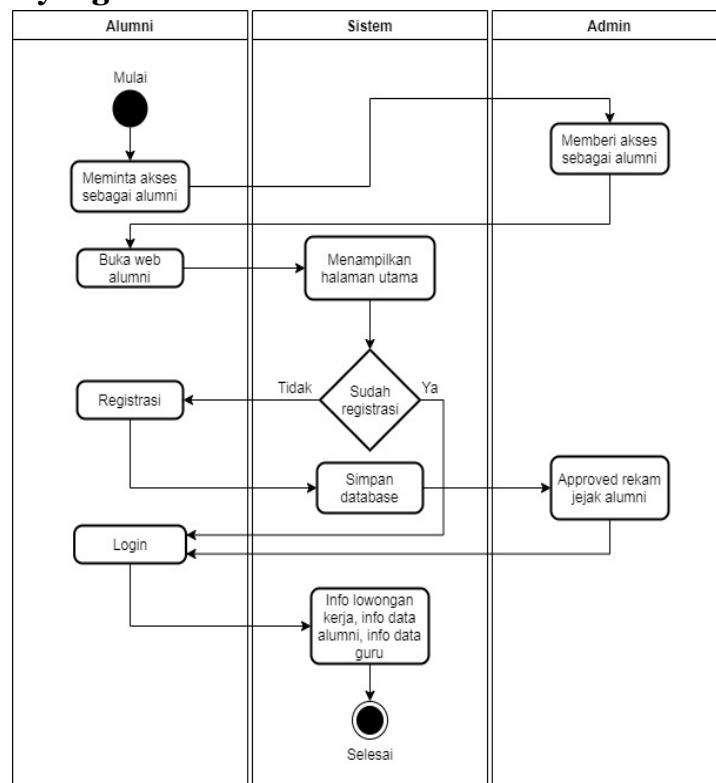 Alumni
Sistem
Admin
Mulai
Meminta akses
sebagai alumni
Memberi akses
sebagai alumni
Buka web
alumni
Menampilkan
halaman utama
Tidak
Sudah
registrasi
Ya
Registrasi
Simpan
database
Approved rekam
jejak alumni
Login
Info lowongan
kerja, info data
alumni, info data
guru
Selesai